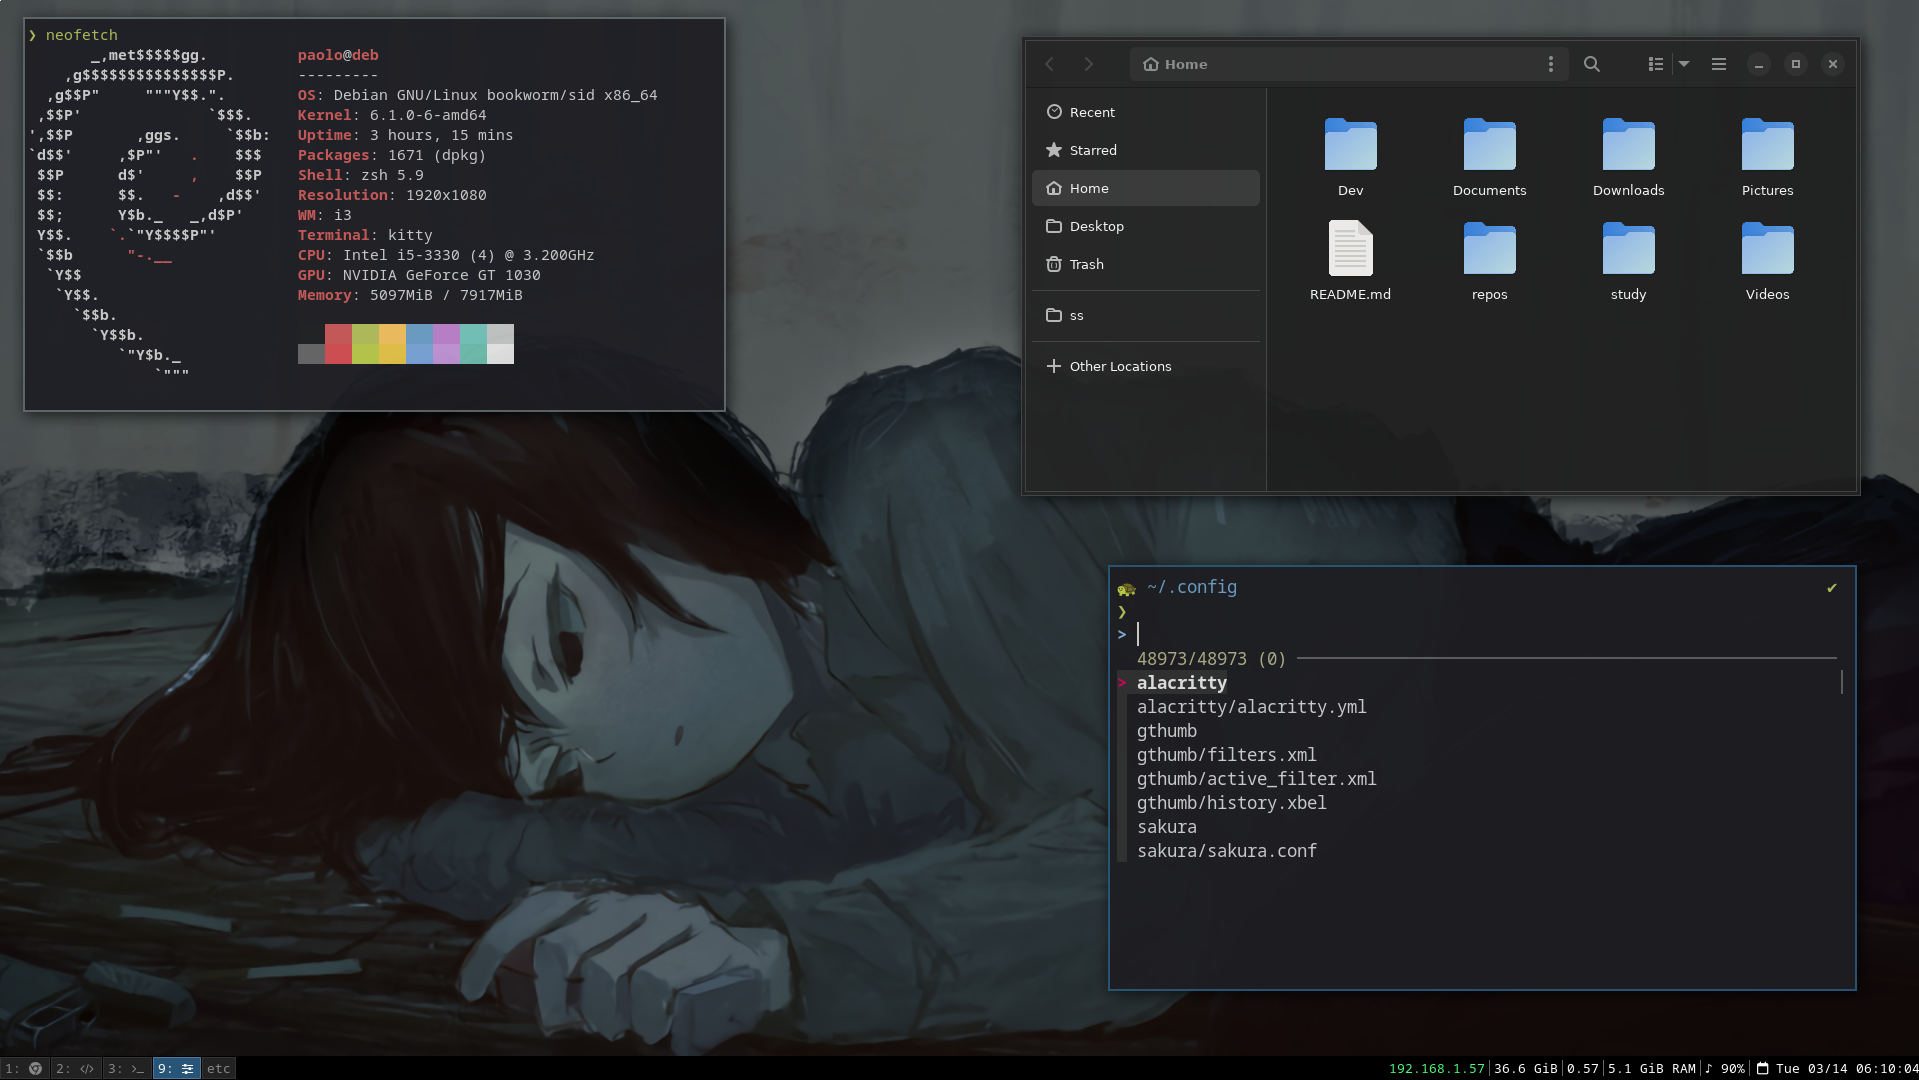 ❯ neofetch
_,met$$$$$gg.
,g$$$$$$$$$$$$$$$P.
,g$$P"     """Y$$.".
,$$P'              `$$$.
',$$P       ,ggs.     `$$b:
`d$$'     ,$P"'   .    $$$
$$P      d$'     ,    $$P
$$:      $$.   -    ,d$$'
$$;      Y$b._   _,d$P'
Y$$.    `.`"Y$$$$P"'
`$$b      "-.__
`Y$$
`Y$$.
`$$b.
`Y$$b.
`"Y$b._
`"""
paolo@deb
---------
OS: Debian GNU/Linux bookworm/sid x86_64
Kernel: 6.1.0-6-amd64
Uptime: 3 hours, 15 mins
Packages: 1671 (dpkg)
Shell: zsh 5.9
Resolution: 1920x1080
WM: i3
Terminal: kitty
CPU: Intel i5-3330 (4) @ 3.200GHz
GPU: NVIDIA GeForce GT 1030
Memory: 5097MiB / 7917MiB
Home
Recent
Starred
Home
Desktop
Trash
ss
Other Locations
Dev
Documents
Downloads
Pictures
README.md
repos
study
Videos
~/.config ✔
❯
>
48973/48973 (0)
> alacritty
alacritty/alacritty.yml
gthumb
gthumb/filters.xml
gthumb/active_filter.xml
gthumb/history.xbel
sakura
sakura/sakura.conf
1: 2: </> 3: >_ 9: etc
192.168.1.57|36.6 GiB|0.57|5.1 GiB RAM|♪ 90%| Tue 03/14 06:10:04